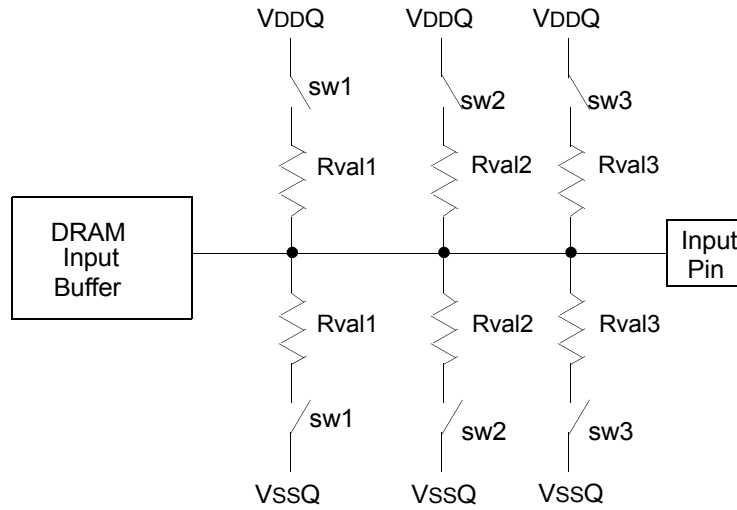 VDDQ VDDQ VDDQ
sw1 sw2 sw3
Rval1 Rval2 Rval3
DRAM
Input
Buffer
Input
Pin
Rval1 Rval2 Rval3
sw1 sw2 sw3
VSSQ VSSQ VSSQ